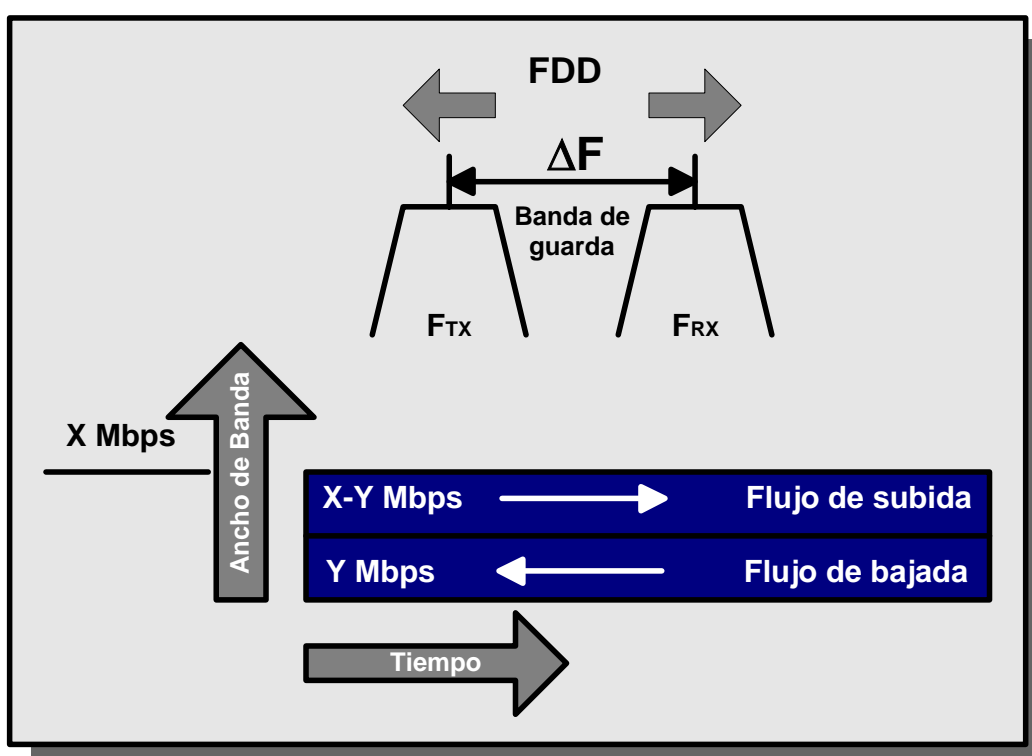 FDD
ΔF
Banda de
guarda
FTX
FRX
X Mbps
Ancho de Banda
X-Y Mbps
Flujo de subida
Y Mbps
Flujo de bajada
Tiempo